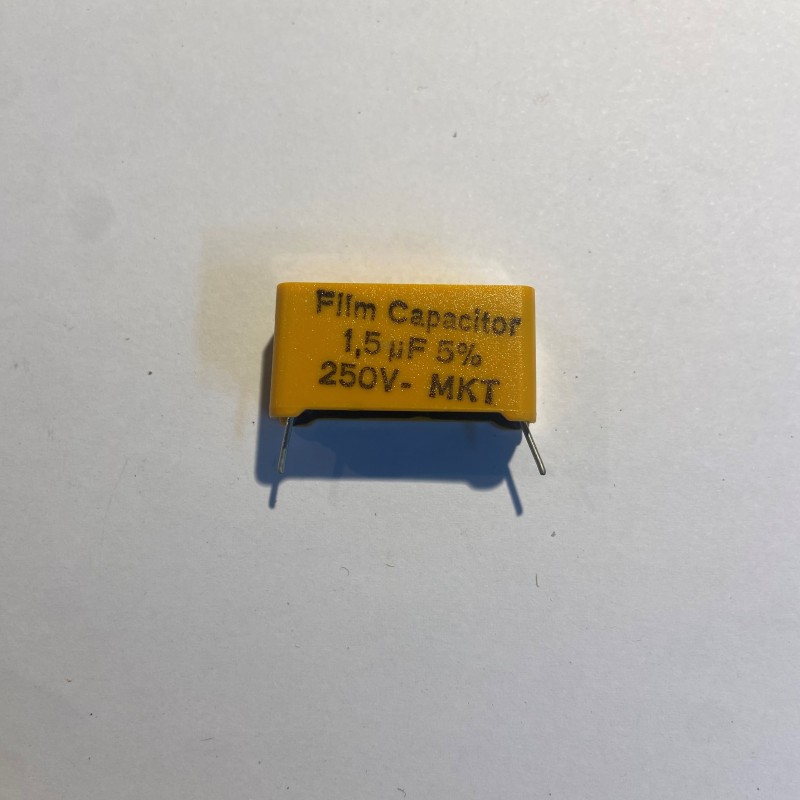 Film Capacitor
1,5 µF 5%
250V- MKT